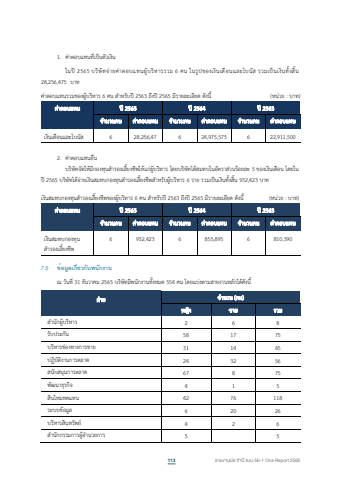 1. ค่าตอบแทนที่เป็นตัวเงิน
ในปี 2565 บริษัทจ่ายค่าตอบแทนผู้บริหารรวม 6 คน ในรูปของเงินเดือนและโบนัส รวมเป็นเงินทั้งสิ้น
28,256,475 บาท
ค่าตอบแทนรวมของผู้บริหาร 6 คน สำหรับปี 2563 ถึงปี 2565 มีรายละเอียด ดังนี้ (หน่วย : บาท)
ค่าตอบแทน ปี 2565 ปี 2564 ปี 2563
จำนวนคน ค่าตอบแทน จำนวนคน ค่าตอบแทน จำนวนคน ค่าตอบแทน
เงินเดือนและโบนัส 6 28,256,47 6 26,975,575 6 22,911,500
2. ค่าตอบแทนอื่น
บริษัทจัดให้มีกองทุนสำรองเลี้ยงชีพให้แก่ผู้บริหาร โดยบริษัทได้สมทบในอัตราส่วนร้อยละ 5 ของเงินเดือน โดยใน
ปี 2565 บริษัทได้จ่ายเงินสมทบกองทุนสำรองเลี้ยงชีพสำหรับผู้บริหาร 6 ราย รวมเป็นเงินทั้งสิ้น 932,623 บาท
เงินสมทบกองทุนสำรองเลี้ยงชีพของผู้บริหาร 6 คน สำหรับปี 2563 ถึงปี 2565 มีรายละเอียด ดังนี้ (หน่วย : บาท)
ค่าตอบแทน ปี 2565 ปี 2564 ปี 2563
จำนวนคน ค่าตอบแทน จำนวนคน ค่าตอบแทน จำนวนคน ค่าตอบแทน
เงินสมทบกองทุน 6 932,623 6 855,895 6 810,390
สำรองเลี้ยงชีพ
7.5 ข้อมูลเกี่ยวกับพนักงาน
ณ วันที่ 31 ธันวาคม 2565 บริษัทมีพนักงานทั้งหมด 554 คน โดยแบ่งตามสายงานหลักได้ดังนี้
ฝ่าย จำนวน (คน)
หญิง ชาย รวม
สำนักผู้บริหาร 2 6 8
รับประกัน 58 17 75
บริหารช่องทางการขาย 31 14 45
ปฏิบัติงานการตลาด 24 32 56
สนับสนุนการตลาด 67 8 75
พัฒนาธุรกิจ 4 1 5
สินไหมทดแทน 42 76 118
ระบบข้อมูล 6 20 26
บริหารสินทรัพย์ 4 2 6
สำนักกรรมการผู้อำนวยการ 5 5
113 รายงานประจำปี แบบ 56-1 One Report 2565